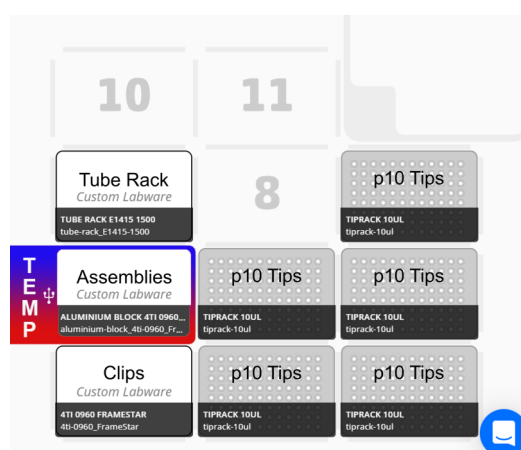 10
11
Tube Rack
Custom Labware
TUBE RACK E1415 1500
tube-rack_E1415-1500
8
p10 Tips
TIPRACK 10UL
tiprack-10ul
TEMP
Assemblies
Custom Labware
ALUMINIUM BLOCK 4TI 0960_...
aluminium-block_4ti-0960_Fr...
p10 Tips
TIPRACK 10UL
tiprack-10ul
p10 Tips
TIPRACK 10UL
tiprack-10ul
Clips
Custom Labware
4TI 0960 FRAMESTAR
4ti-0960_FrameStar
p10 Tips
TIPRACK 10UL
tiprack-10ul
p10 Tips
TIPRACK 10UL
tiprack-10ul